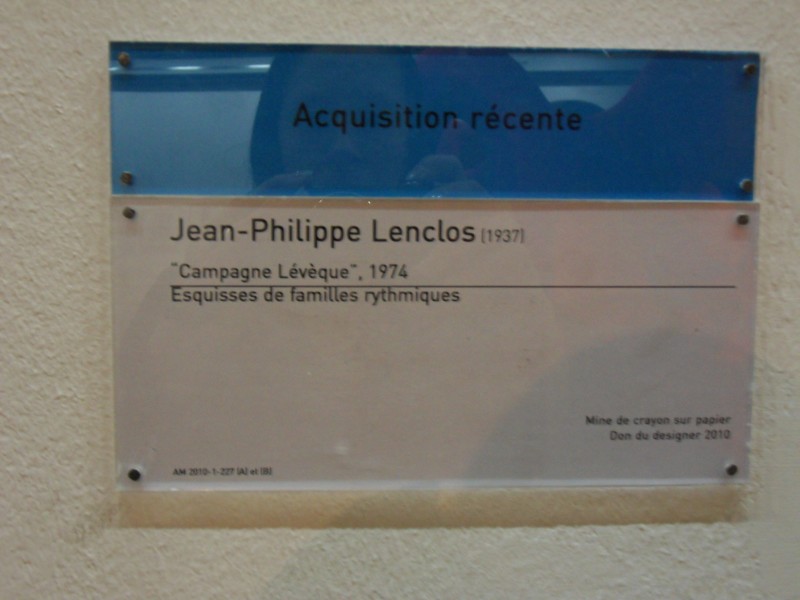 Acquisition récente
Jean-Philippe Lenclos (1937)
"Campagne Lévèque", 1974
Esquisses de familles rythmiques
Mine de crayon sur papier
Don du designer 2010
AM 2010-1-227 (A) et (B)